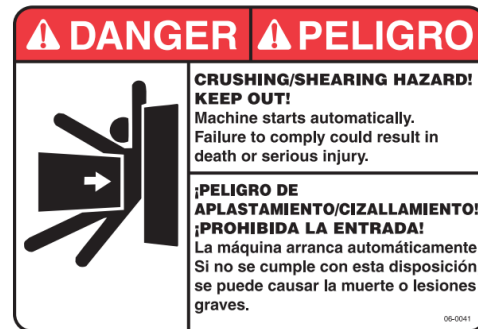 DANGER PELIGRO
CRUSHING/SHEARING HAZARD!
KEEP OUT!
Machine starts automatically.
Failure to comply could result in
death or serious injury.
¡PELIGRO DE
APLASTAMIENTO/CIZALLAMIENTO!
¡PROHIBIDA LA ENTRADA!
La máquina arranca automáticamente
Si no se cumple con esta disposición
se puede causar la muerte o lesiones
graves.
06-0041